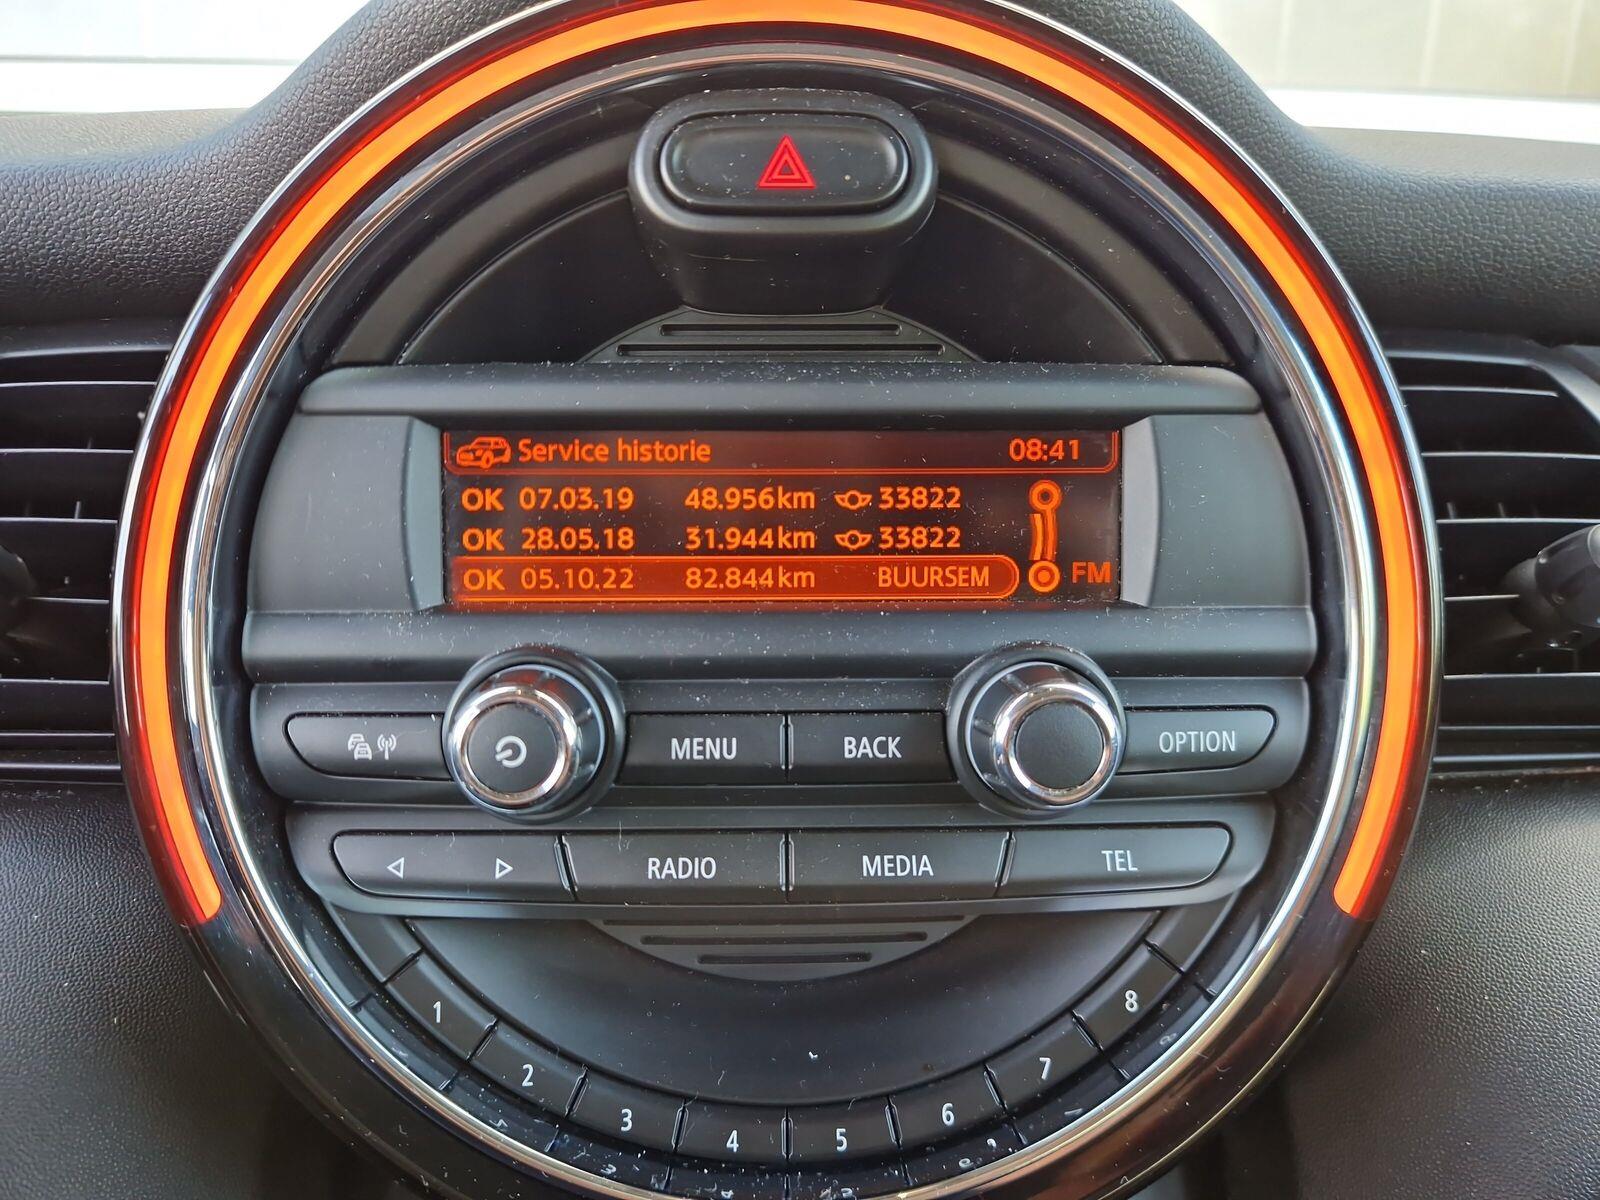 Service historie 08:41
OK 07.03.19 48.956km 33822
OK 28.05.18 31.944km 33822
OK 05.10.22 82.844km BUURSEM FM
MENU BACK OPTION
RADIO MEDIA TEL
1 2 3 4 5 6 7 8